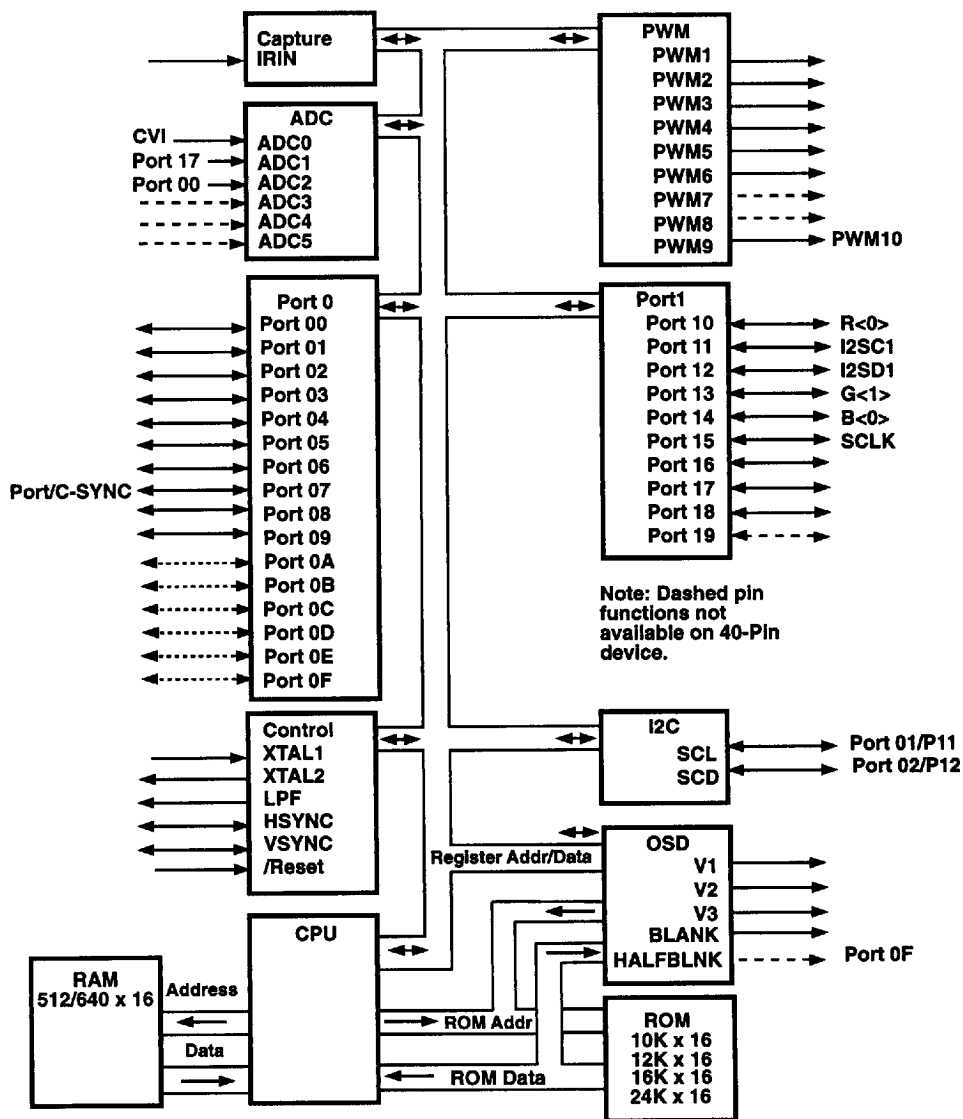 Capture
IRIN
ADC
CVI
ADC0
Port 17
ADC1
Port 00
ADC2
ADC3
ADC4
ADC5
Port 0
Port 00
Port 01
Port 02
Port 03
Port 04
Port 05
Port 06
Port/C-SYNC
Port 07
Port 08
Port 09
Port 0A
Port 0B
Port 0C
Port 0D
Port 0E
Port 0F
Control
XTAL1
XTAL2
LPF
HSYNC
VSYNC
/Reset
CPU
RAM
512/640 x 16
Address
Data
PWM
PWM1
PWM2
PWM3
PWM4
PWM5
PWM6
PWM7
PWM8
PWM9
PWM10
Port1
Port 10
R<0>
Port 11
I2SC1
Port 12
I2SD1
Port 13
G<1>
Port 14
B<0>
Port 15
SCLK
Port 16
Port 17
Port 18
Port 19
Note: Dashed pin
functions not
available on 40-Pin
device.
I2C
SCL
Port 01/P11
SCD
Port 02/P12
Register Addr/Data
OSD
V1
V2
V3
BLANK
HALFBLNK
Port 0F
ROM Addr
ROM Data
ROM
10K x 16
12K x 16
16K x 16
24K x 16